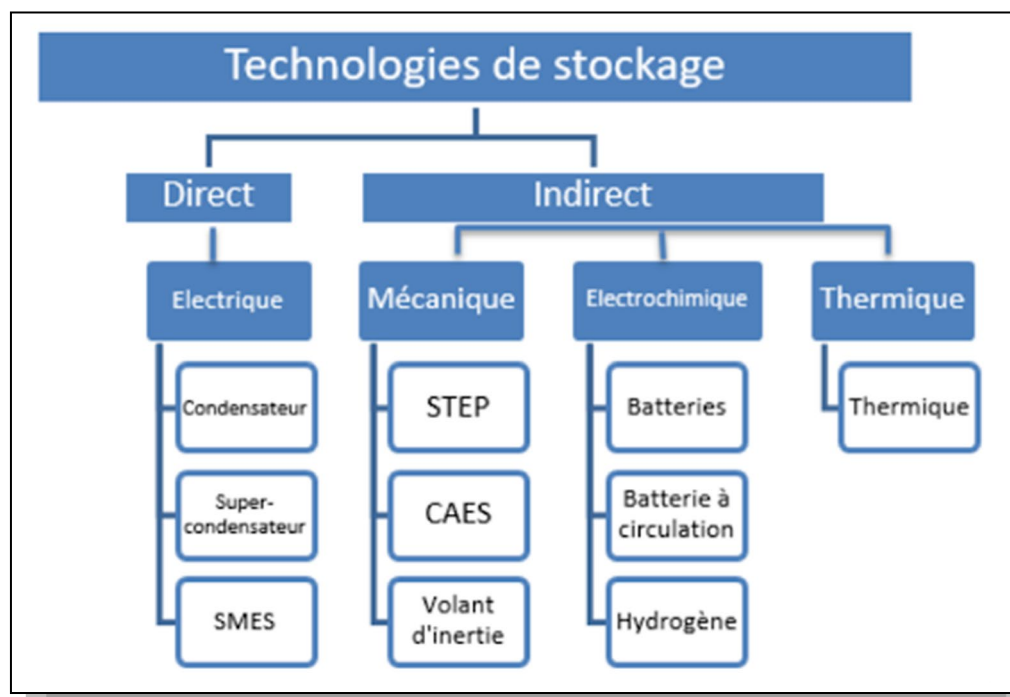 Technologies de stockage
Direct
Indirect
Electrique
Mécanique
Electrochimique
Thermique
Condensateur
STEP
Batteries
Thermique
Super-
condensateur
CAES
Batterie à
circulation
SMES
Volant
d'inertie
Hydrogène